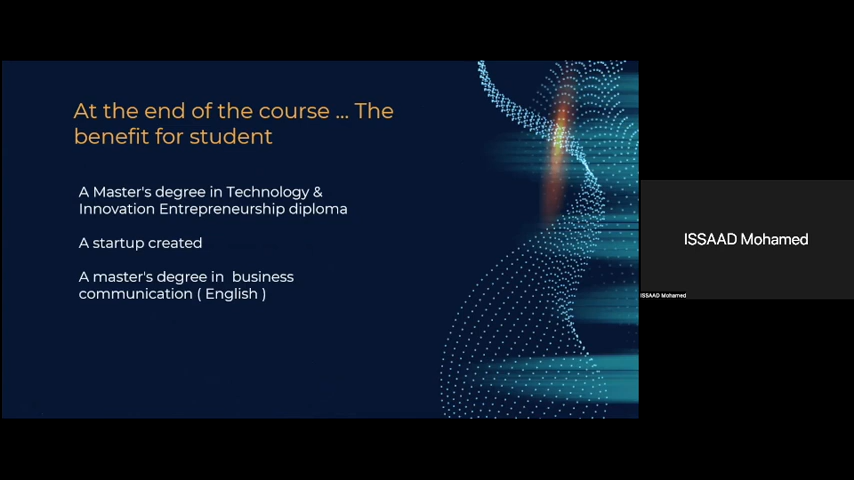 At the end of the course ... The
benefit for student
A Master's degree in Technology &
Innovation Entrepreneurship diploma
A startup created
A master's degree in  business
communication ( English )
ISSAAD Mohamed
ISSAAD Mohamed